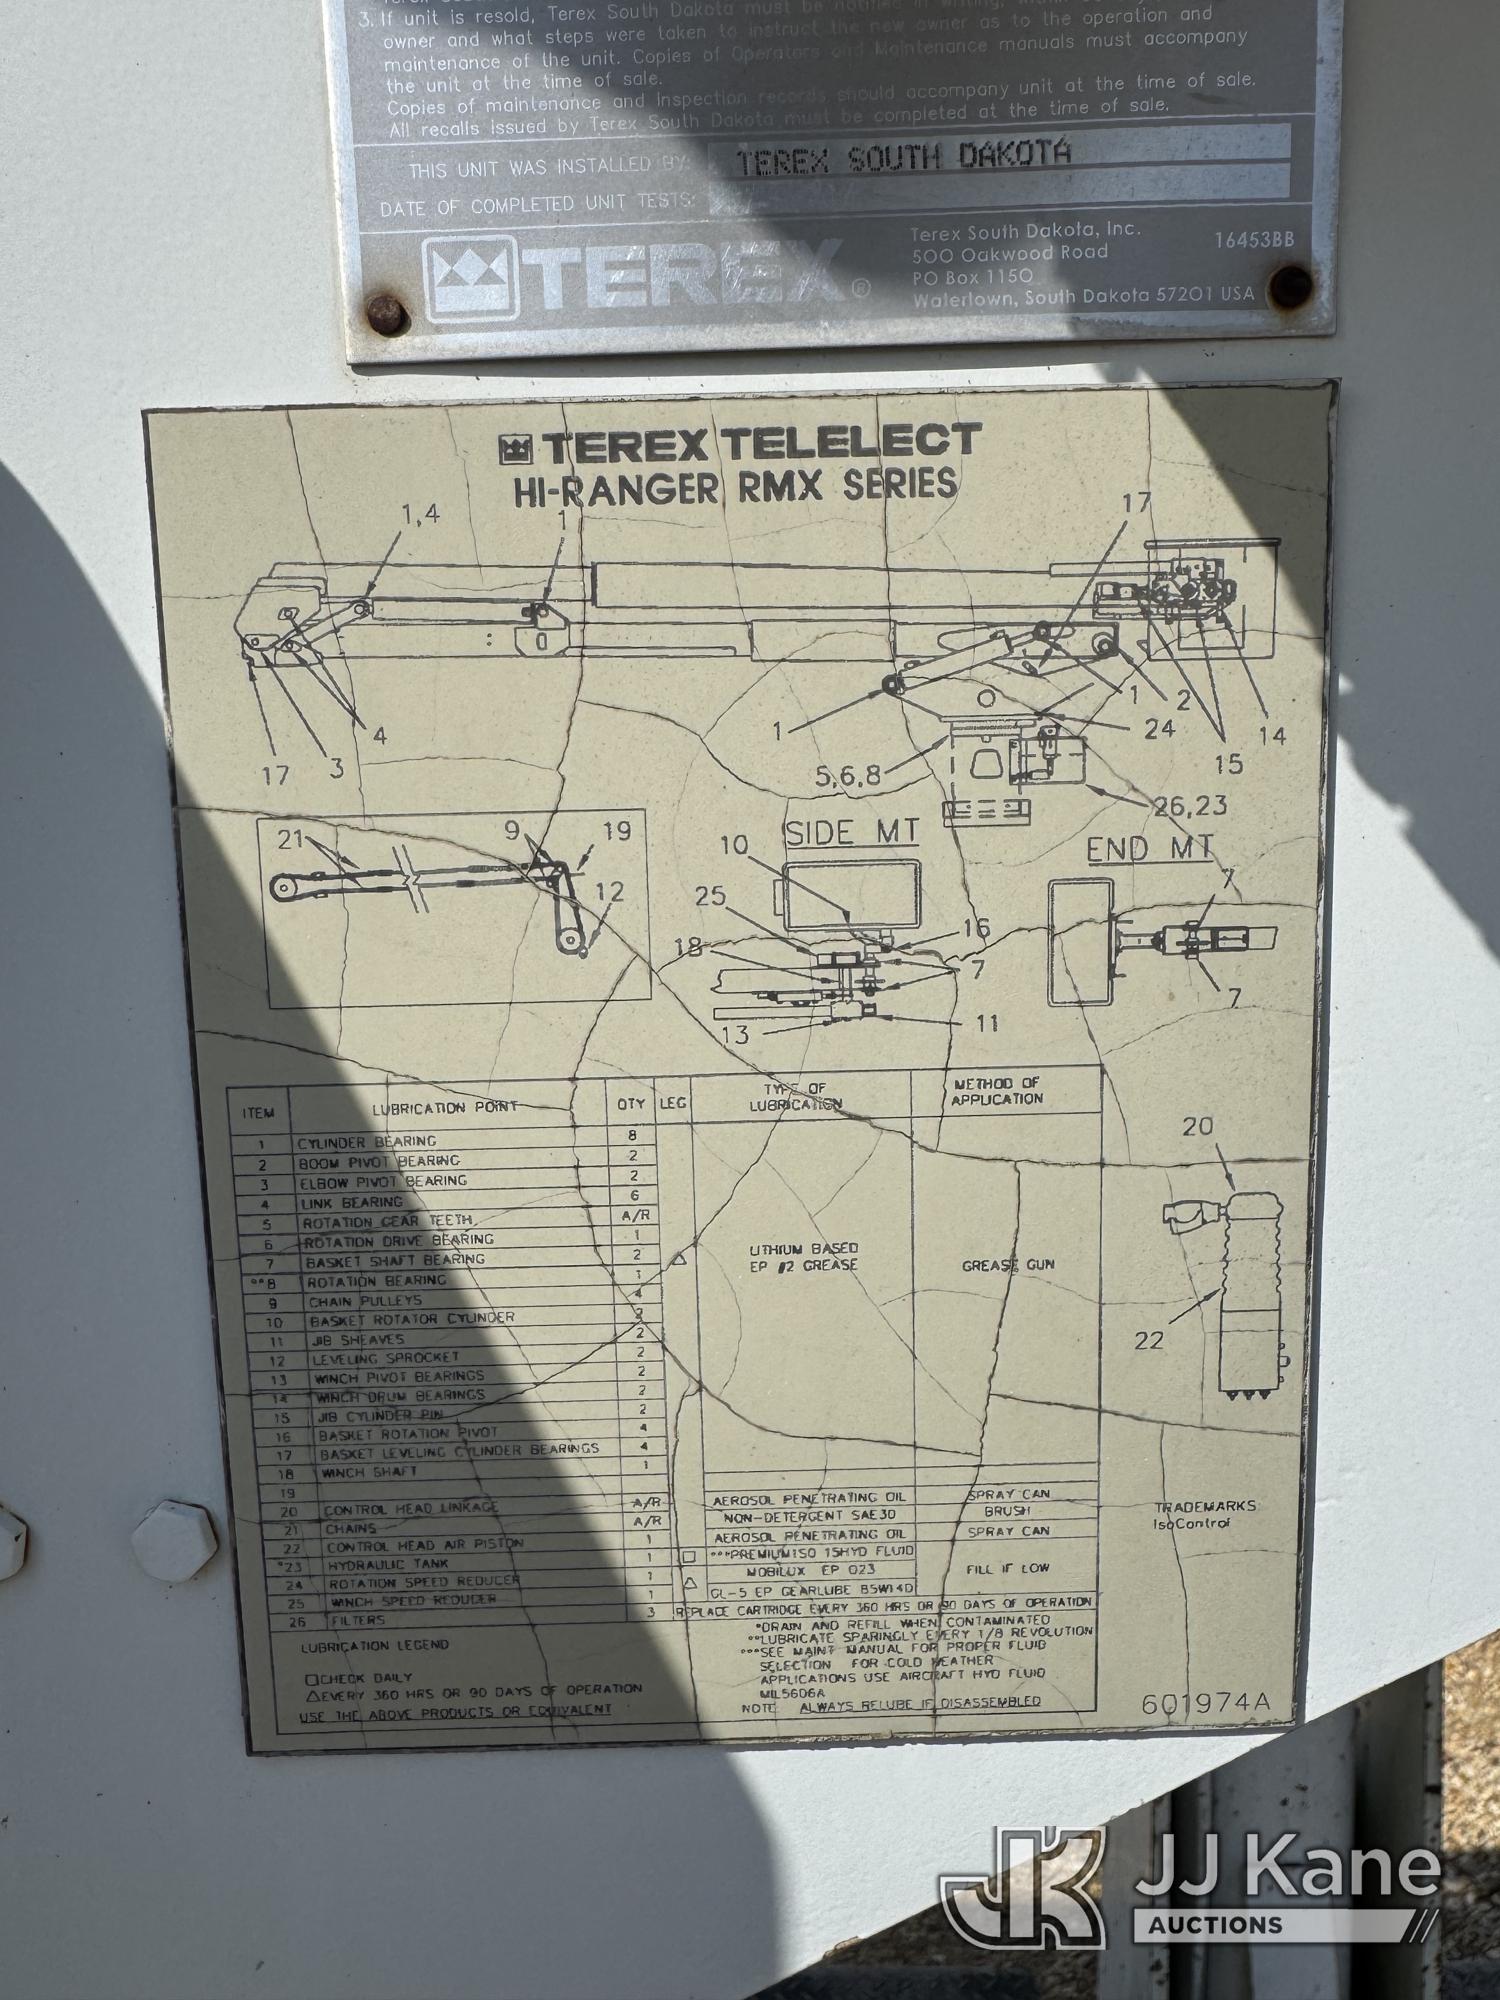 3. If unit is resold, Terex South Dakota must be notified in writing,
owner and what steps were taken to instruct the new owner as to the operation and
maintenance of the unit. Copies of Operators and Maintenance manuals must accompany
the unit at the time of sale.
Copies of maintenance and Inspection records should accompany unit at the time of sale.
All recalls issued by Terex South Dakota must be completed at the time of sale.
THIS UNIT WAS INSTALLED BY: TEREX SOUTH DAKOTA
DATE OF COMPLETED UNIT TESTS:
TEREX®
Terex South Dakota, Inc.
500 Oakwood Road
PO Box 1150
Watertown, South Dakota 57201 USA
16453BB
TEREX TELELECT
HI-RANGER RMX SERIES
1,4
1
17
1
1
2
24
14
15
17
3
4
5,6,8
26,23
21
9
19
12
SIDE MT
10
25
18
16
7
13
11
END MT
7
7
20
22
ITEM LUBRICATION POINT QTY LEG TYPE OF LUBRICATION METHOD OF APPLICATION
1 CYLINDER BEARING 8
2 BOOM PIVOT BEARING 2
3 ELBOW PIVOT BEARING 2
4 LINK BEARING 6
5 ROTATION GEAR TEETH A/R
6 ROTATION DRIVE BEARING 1
7 BASKET SHAFT BEARING 2
**8 ROTATION BEARING 1
9 CHAIN PULLEYS 4
10 BASKET ROTATOR CYLINDER 2
11 JIB SHEAVES 2
12 LEVELING SPROCKET 2
13 WINCH PIVOT BEARINGS 2
14 WINCH DRUM BEARINGS 2
15 JIB CYLINDER PIN 2
16 BASKET ROTATION PIVOT 4
17 BASKET LEVELING CYLINDER BEARINGS 4
18 WINCH SHAFT 1
△ LITHIUM BASED EP #2 GREASE GREASE GUN
19
20 CONTROL HEAD LINKAGE A/R AEROSOL PENETRATING OIL SPRAY CAN
21 CHAINS A/R NON-DETERGENT SAE30 BRUSH
22 CONTROL HEAD AIR PISTON 1 AEROSOL PENETRATING OIL SPRAY CAN
*23 HYDRAULIC TANK 1 □ ***PREMIUM ISO 15HYD FLUID
24 ROTATION SPEED REDUCER 1 △ MOBILUX EP 023 FILL IF LOW
25 WINCH SPEED REDUCER 1 GL-5 EP GEARLUBE 85W140
26 FILTERS 3 REPLACE CARTRIDGE EVERY 360 HRS OR 90 DAYS OF OPERATION
LUBRICATION LEGEND
□CHECK DAILY
△EVERY 360 HRS OR 90 DAYS OF OPERATION
USE THE ABOVE PRODUCTS OR EQUIVALENT
*DRAIN AND REFILL WHEN CONTAMINATED
**LUBRICATE SPARINGLY EVERY 1/8 REVOLUTION
***SEE MAINT MANUAL FOR PROPER FLUID
SELECTION FOR COLD WEATHER
APPLICATIONS USE AIRCRAFT HYD FLUID
MIL5606A
NOTE: ALWAYS RELUBE IF DISASSEMBLED
TRADEMARKS
IsoControl
601974A
JK JJ Kane
AUCTIONS